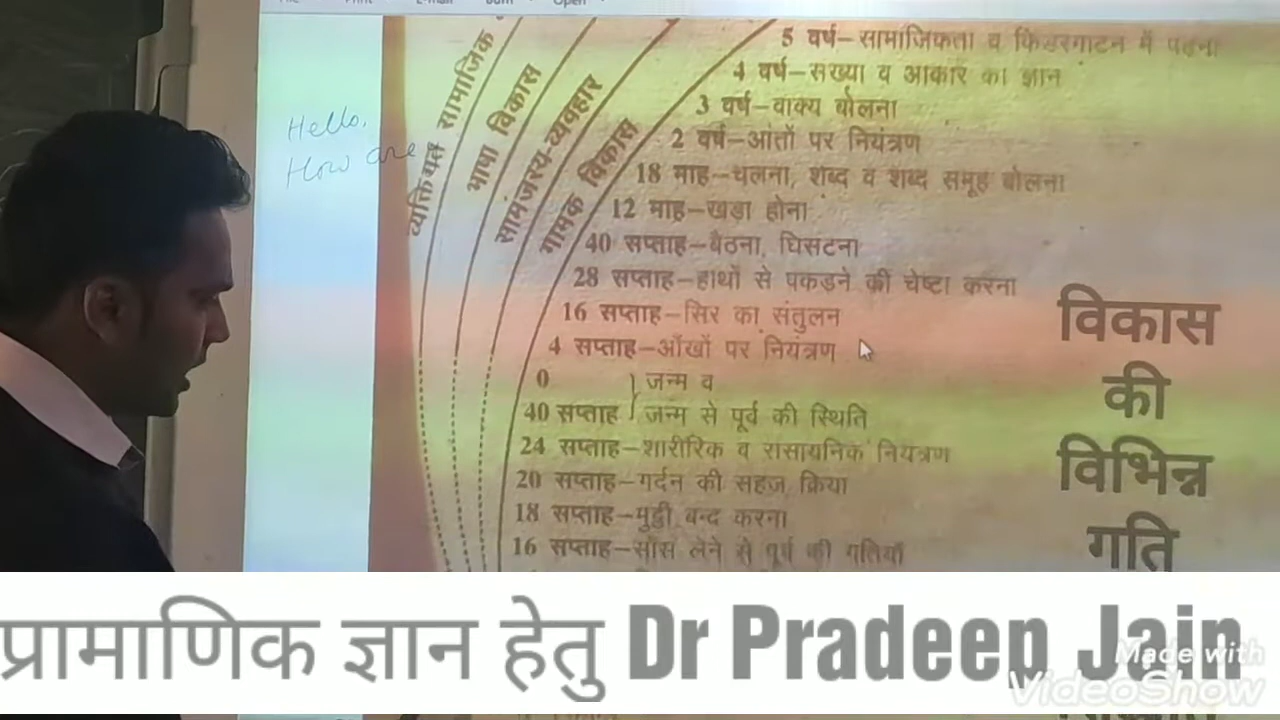 Hello,
How are
व्यक्तिगत सामाजिक
भाषा विकास
सामंजस्य-व्यवहार
गामक विकास
5 वर्ष–सामाजिकता व किंडरगार्टन में पढ़ना
4 वर्ष–संख्या व आकार का ज्ञान
3 वर्ष–वाक्य बोलना
2 वर्ष–आंतों पर नियंत्रण
18 माह–चलना, शब्द व शब्द समूह बोलना
12 माह–खड़ा होना
40 सप्ताह–बैठना, घिसटना
28 सप्ताह–हाथों से पकड़ने की चेष्टा करना
16 सप्ताह–सिर का संतुलन
4 सप्ताह–आँखों पर नियंत्रण
0 } जन्म व
40 सप्ताह } जन्म से पूर्व की स्थिति
24 सप्ताह–शारीरिक व रासायनिक नियंत्रण
20 सप्ताह–गर्दन की सहज क्रिया
18 सप्ताह–मुट्ठी बन्द करना
16 सप्ताह–साँस लेने से पूर्व की गतियाँ
विकास
की
विभिन्न
गति
प्रामाणिक ज्ञान हेतु Dr Pradeep Jain
Made with
VideoShow